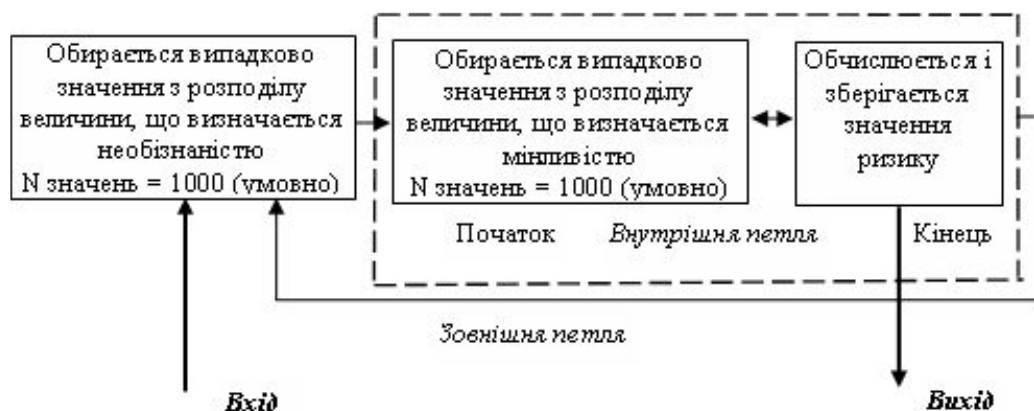 Обирається випадково
значення з розподілу
величини, що визначається
необізнаністю
N значень = 1000 (умовно)
Обирається випадково
значення з розподілу
величини, що визначається
мінливістю
N значень = 1000 (умовно)
Обчислюється і
зберігається
значення
ризику
Початок
Внутрішня петля
Кінець
Зовнішня петля
Вхід
Вихід